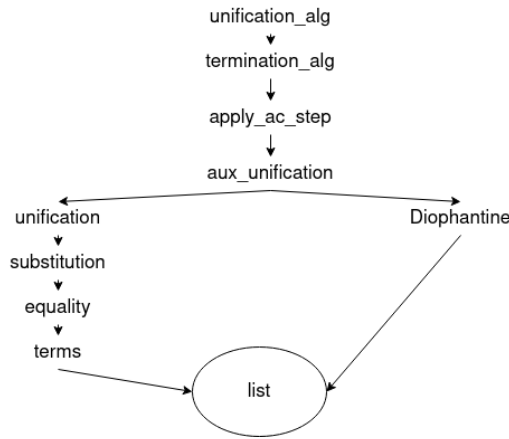 unification_alg
termination_alg
apply_ac_step
aux_unification
unification
Diophantine
substitution
equality
terms
list